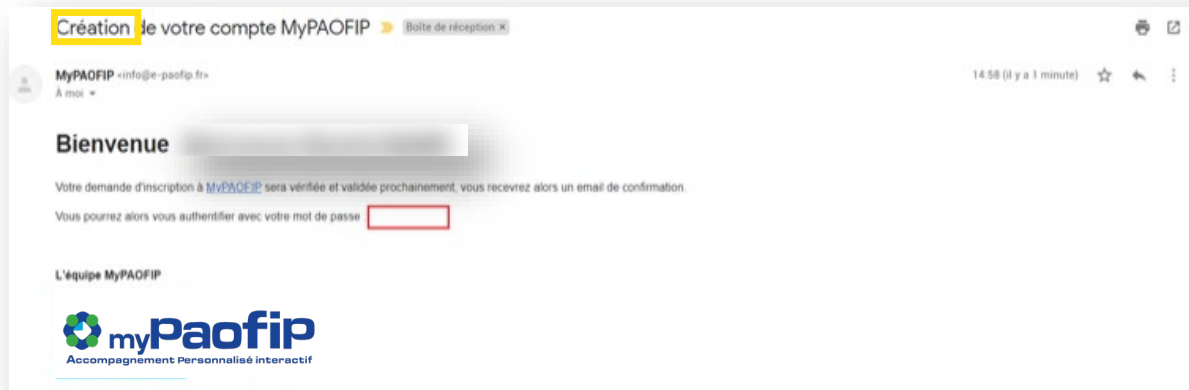 Création de votre compte MyPAOFIP Boîte de réception ×
MyPAOFIP <info@e-paofip.fr> 14:58 (il y a 1 minute)
À moi
Bienvenue
Votre demande d'inscription à MyPAOFIP sera vérifiée et validée prochainement, vous recevrez alors un email de confirmation.
Vous pourrez alors vous authentifier avec votre mot de passe
L'équipe MyPAOFIP
myPaofip
Accompagnement Personnalisé interactif